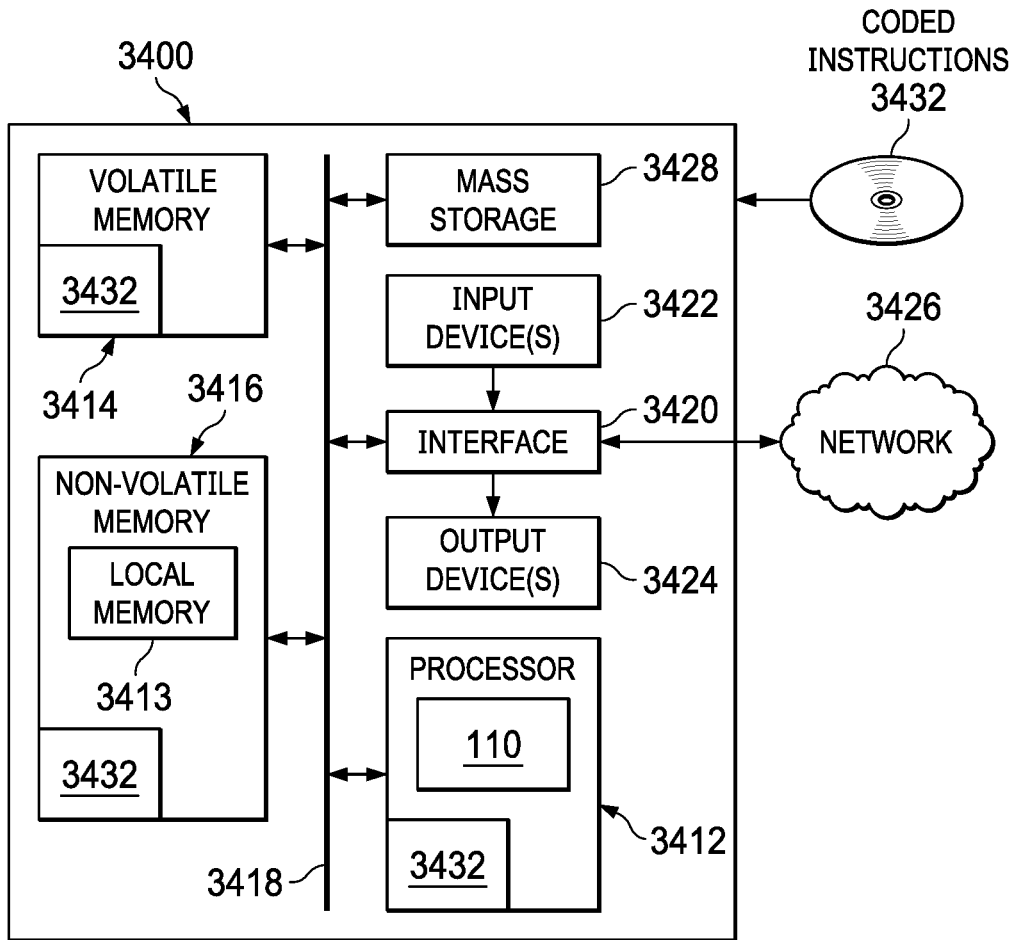 CODED
INSTRUCTIONS
3432
3400
VOLATILE
MEMORY
3432
3414
MASS
STORAGE
3428
INPUT
DEVICE(S)
3422
3426
NETWORK
3416
INTERFACE
3420
NON-VOLATILE
MEMORY
LOCAL
MEMORY
3413
3432
OUTPUT
DEVICE(S)
3424
PROCESSOR
110
3432
3412
3418